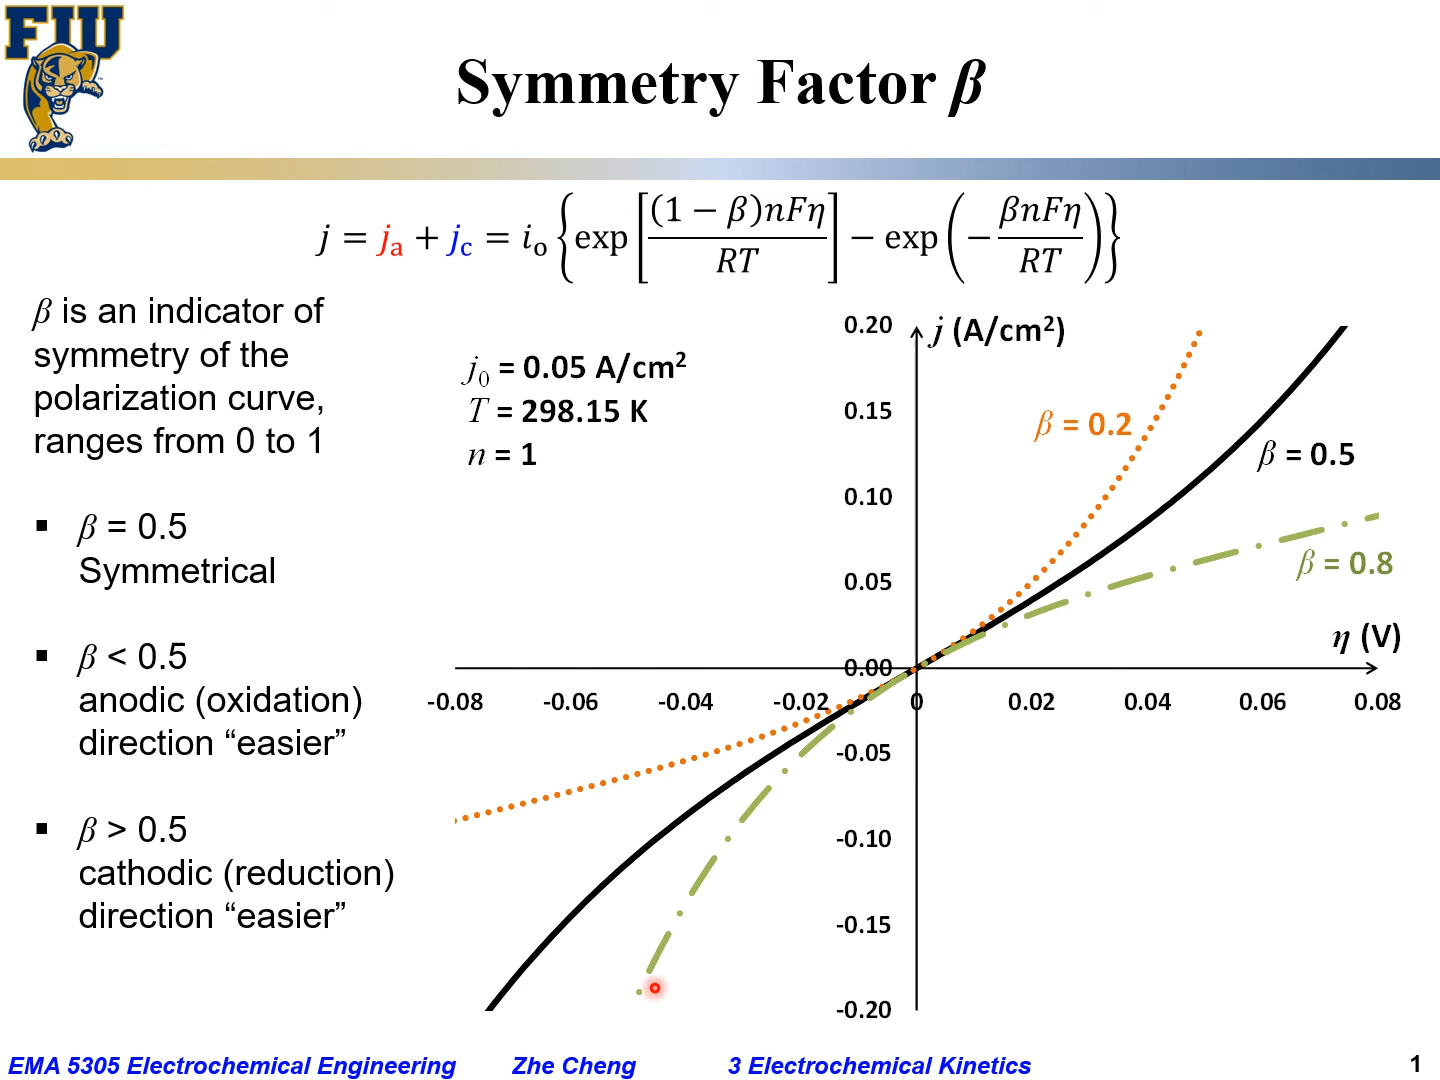 FIU
Symmetry Factor β
j = jₐ + j_c = iₒ {exp [(1 − β)nFη / RT] − exp (− βnFη / RT)}
β is an indicator of
symmetry of the
polarization curve,
ranges from 0 to 1
▪ β = 0.5
Symmetrical
▪ β < 0.5
anodic (oxidation)
direction “easier”
▪ β > 0.5
cathodic (reduction)
direction “easier”
j₀ = 0.05 A/cm²
T = 298.15 K
n = 1
j (A/cm²)
0.20
0.15
0.10
0.05
0.00
-0.05
-0.10
-0.15
-0.20
β = 0.2
β = 0.5
β = 0.8
η (V)
-0.08 -0.06 -0.04 -0.02 0 0.02 0.04 0.06 0.08
EMA 5305 Electrochemical Engineering Zhe Cheng 3 Electrochemical Kinetics 1